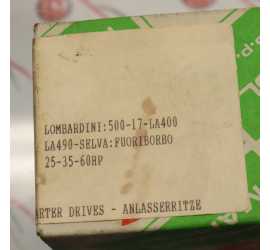 LOMBARDINI:500-17-LA400
LA490-SELVA:FUORIBORBO
25-35-60HP
ARTER DRIVES - ANLASSERRITZE